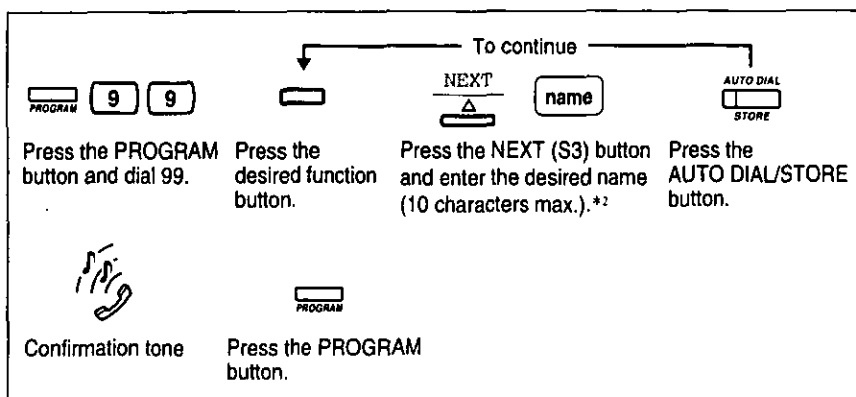 To continue
NEXT
AUTO DIAL
9 9
name
PROGRAM
STORE
Press the PROGRAM
button and dial 99.
Press the
desired function
button.
Press the NEXT (S3) button
and enter the desired name
(10 characters max.).*2
Press the
AUTO DIAL/STORE
button.
PROGRAM
Confirmation tone
Press the PROGRAM
button.